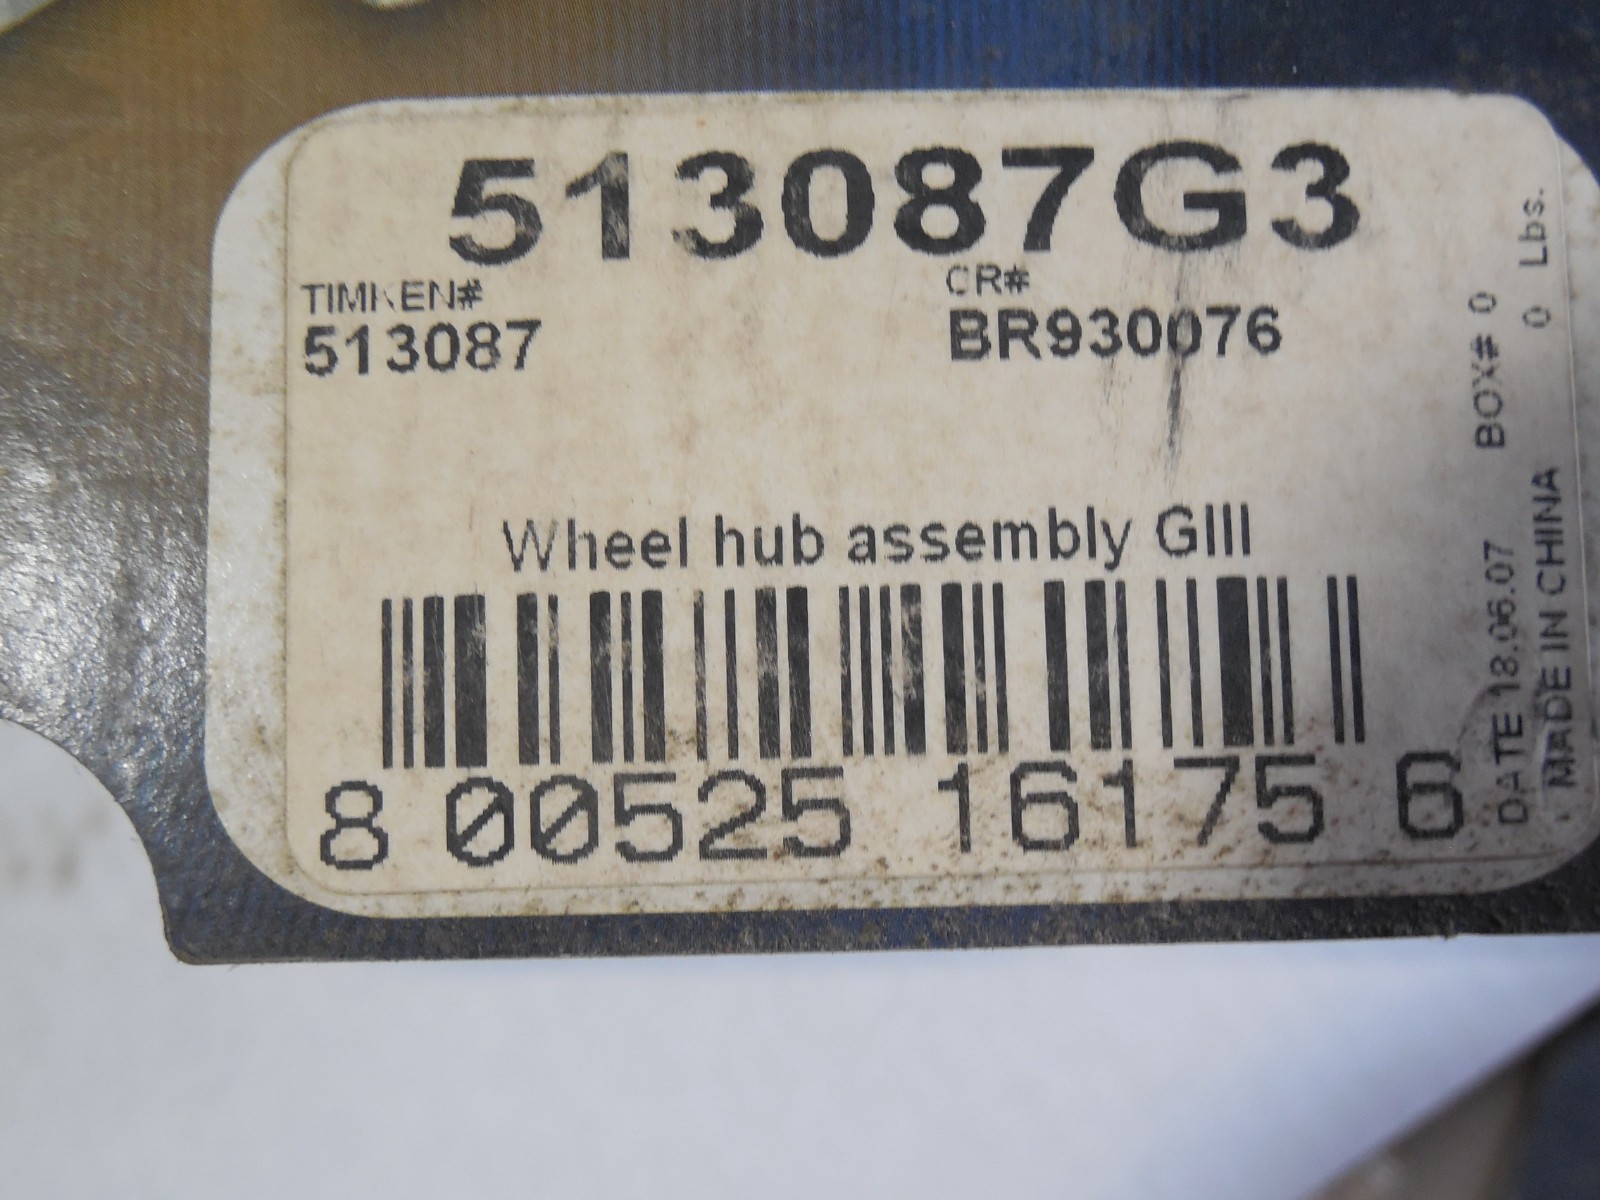 513087G3
TIMKEN#
CR#
513087
BR930076
Wheel hub assembly GIII
8 00525 16175 6
DATE 18.06.07 BOX# 0 0 Lbs.
MADE IN CHINA